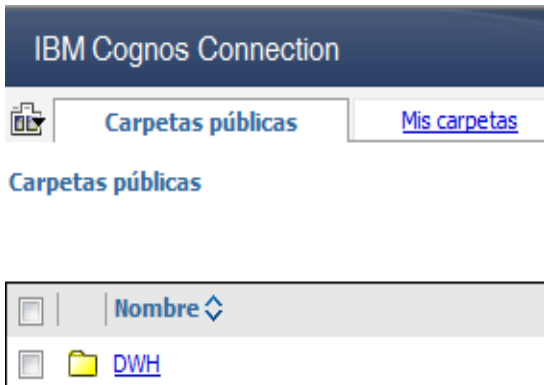 IBM Cognos Connection
Carpetas públicas Mis carpetas
Carpetas públicas
Nombre
DWH